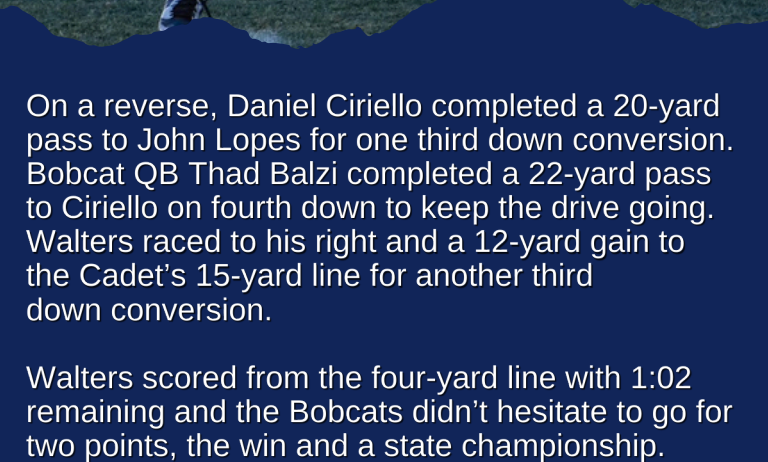 On a reverse, Daniel Ciriello completed a 20-yard
pass to John Lopes for one third down conversion.
Bobcat QB Thad Balzi completed a 22-yard pass
to Ciriello on fourth down to keep the drive going.
Walters raced to his right and a 12-yard gain to
the Cadet’s 15-yard line for another third
down conversion.
Walters scored from the four-yard line with 1:02
remaining and the Bobcats didn’t hesitate to go for
two points, the win and a state championship.